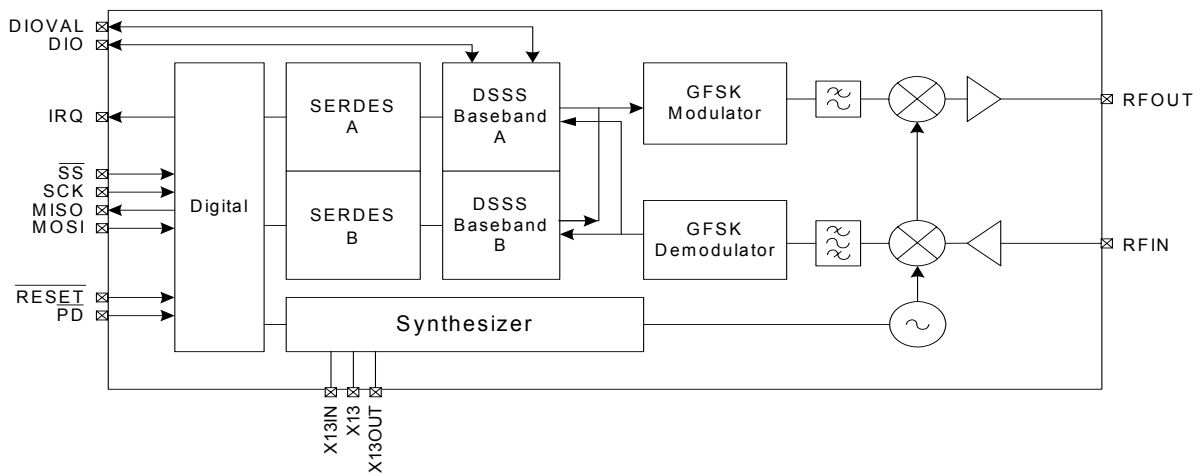 DIOVAL
DIO
IRQ
SS
SCK
MISO
MOSI
RESET
PD
Digital
SERDES
A
SERDES
B
DSSS
Baseband
A
DSSS
Baseband
B
GFSK
Modulator
GFSK
Demodulator
Synthesizer
RFOUT
RFIN
X13IN
X13
X13OUT